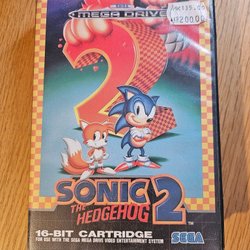 SEGA
MEGA DRIVE
2
SONIC
THE
HEDGEHOG 2
16-BIT CARTRIDGE
FOR USE WITH THE SEGA MEGA DRIVE VIDEO ENTERTAINMENT SYSTEM
SEGA